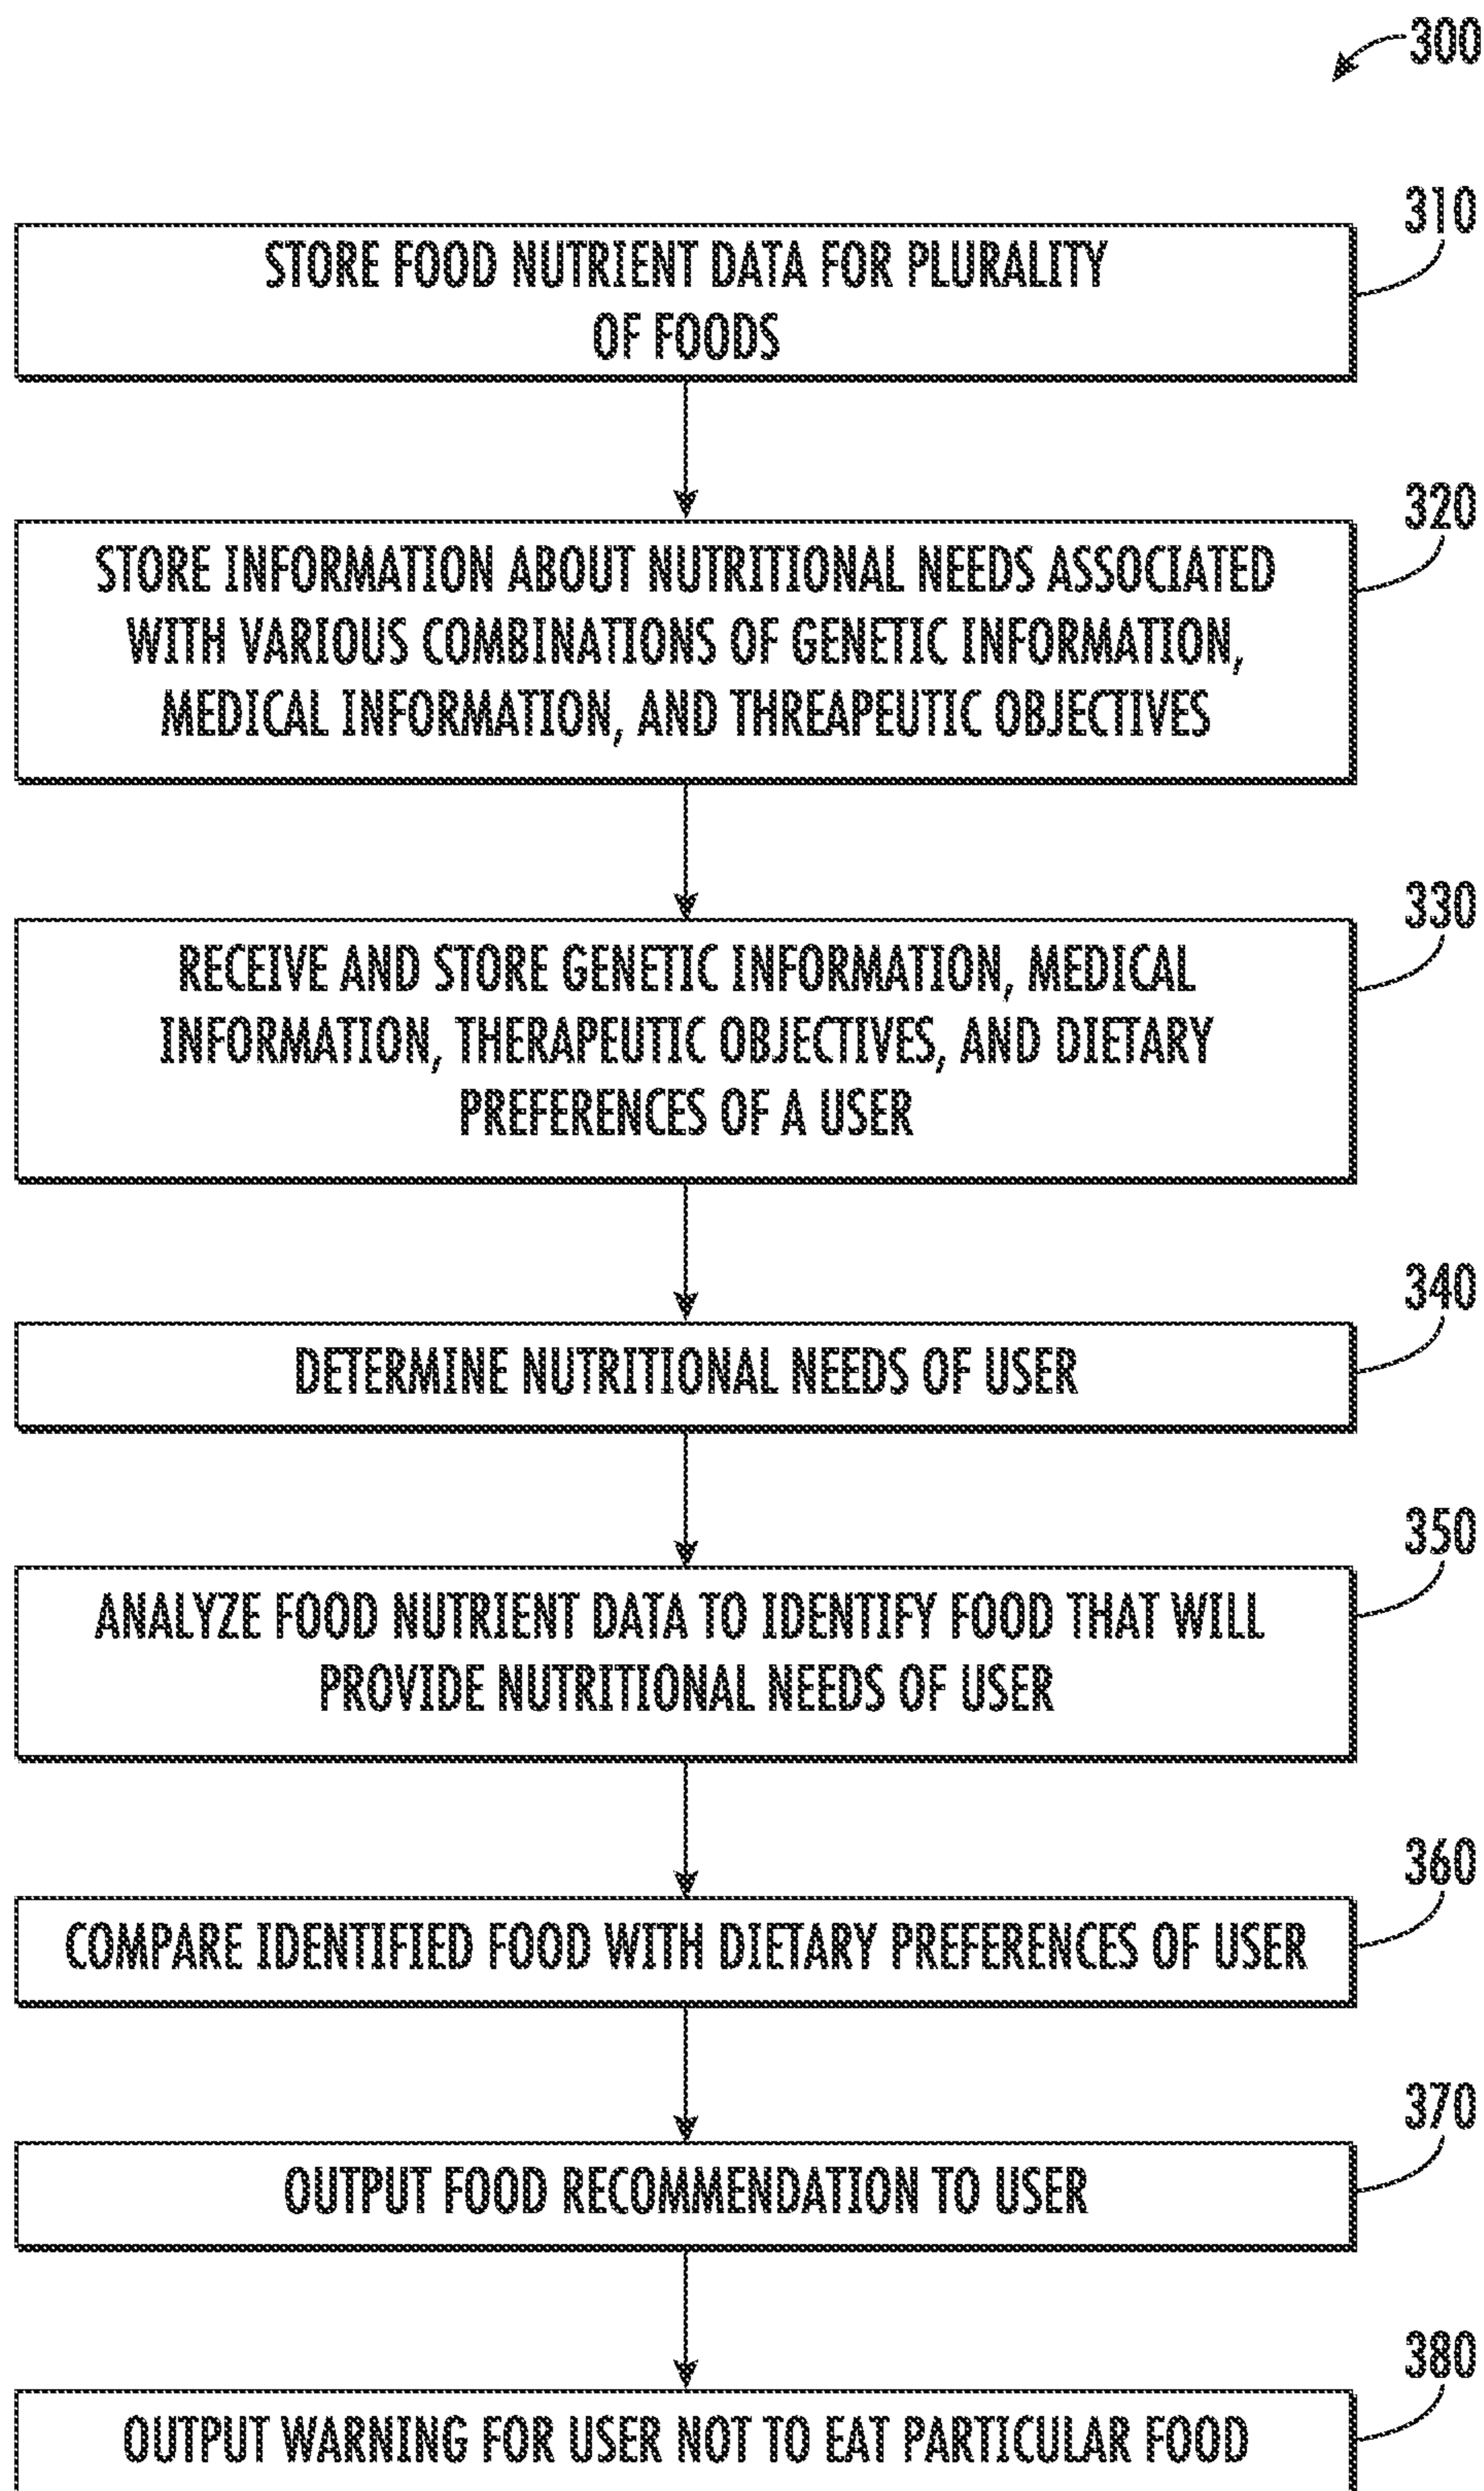 300
310
STORE FOOD NUTRIENT DATA FOR PLURALITY
OF FOODS
320
STORE INFORMATION ABOUT NUTRITIONAL NEEDS ASSOCIATED
WITH VARIOUS COMBINATIONS OF GENETIC INFORMATION,
MEDICAL INFORMATION, AND THREAPEUTIC OBJECTIVES
330
RECEIVE AND STORE GENETIC INFORMATION, MEDICAL
INFORMATION, THERAPEUTIC OBJECTIVES, AND DIETARY
PREFERENCES OF A USER
340
DETERMINE NUTRITIONAL NEEDS OF USER
350
ANALYZE FOOD NUTRIENT DATA TO IDENTIFY FOOD THAT WILL
PROVIDE NUTRITIONAL NEEDS OF USER
360
COMPARE IDENTIFIED FOOD WITH DIETARY PREFERENCES OF USER
370
OUTPUT FOOD RECOMMENDATION TO USER
380
OUTPUT WARNING FOR USER NOT TO EAT PARTICULAR FOOD